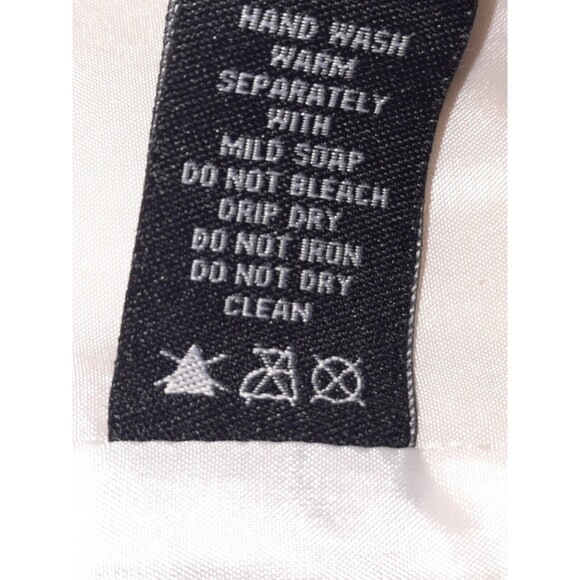 HAND WASH
WARM
SEPARATELY
WITH
MILD SOAP
DO NOT BLEACH
DRIP DRY
DO NOT IRON
DO NOT DRY
CLEAN